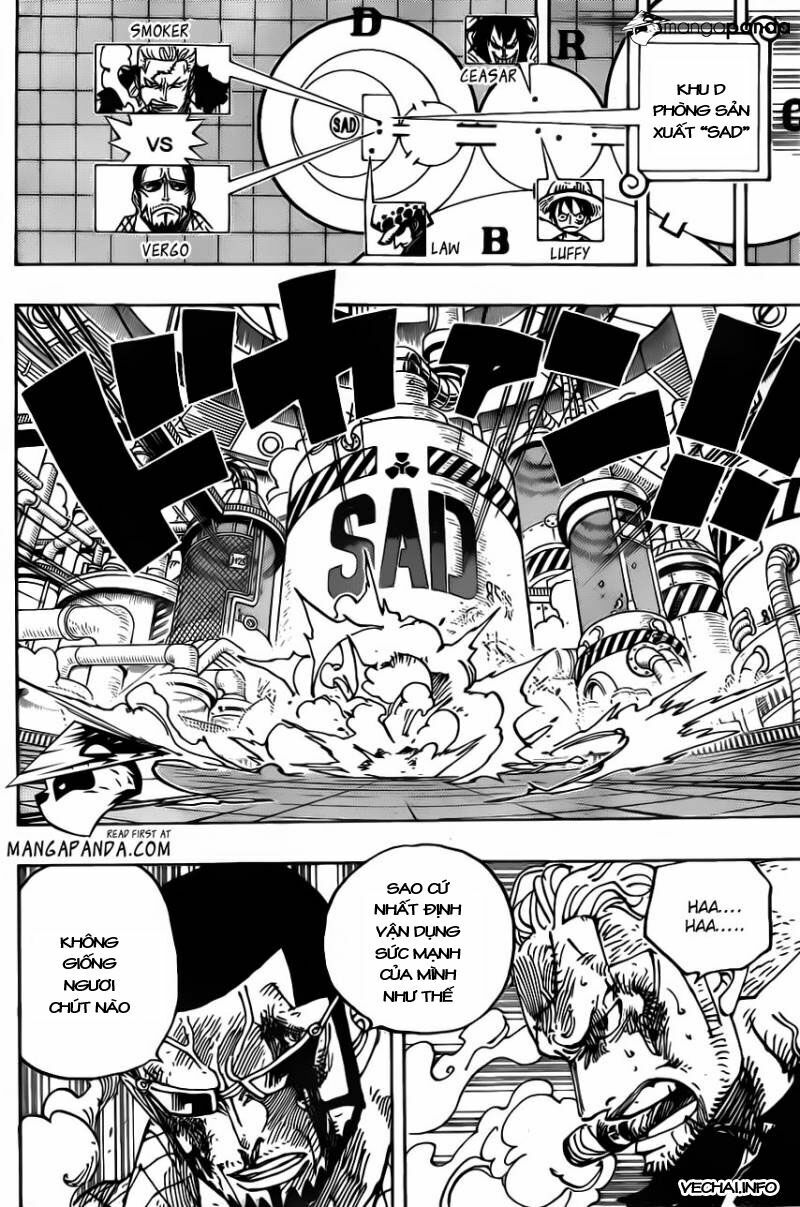 SMOKER
VS
VERGO
D
SAD
CEASAR
R
LAW
B
LUFFY
mangapanda
KHU D
PHÒNG SẢN
XUẤT “SAD”
C
ドカァーン!!
SAD
READ FIRST AT
MANGAPANDA.COM
HAA....
HAA.....
SAO CỨ
NHẤT ĐỊNH
VẬN DỤNG
SỨC MẠNH
CỦA MÌNH
NHƯ THẾ
KHÔNG
GIỐNG
NGƯƠI
CHÚT NÀO
VECHAI.INFO